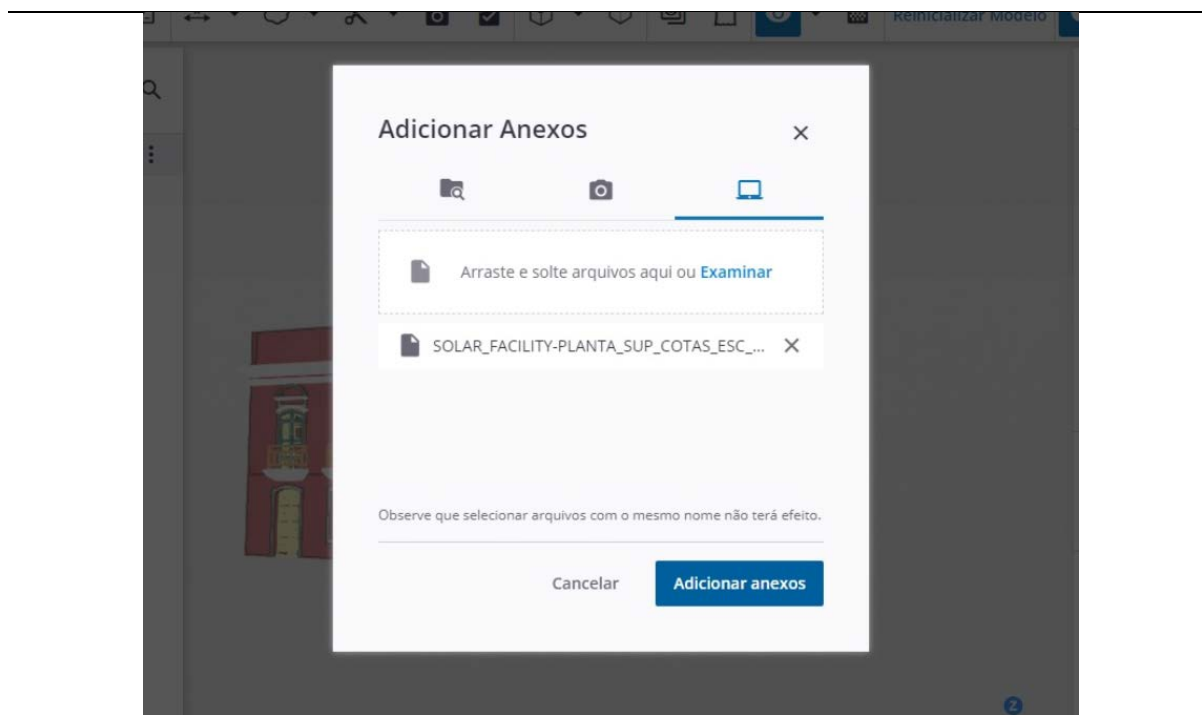 Reinicializar Modelo
Adicionar Anexos
Arraste e solte arquivos aqui ou Examinar
SOLAR_FACILITY-PLANTA_SUP_COTAS_ESC_...
Observe que selecionar arquivos com o mesmo nome não terá efeito.
Cancelar
Adicionar anexos
Z